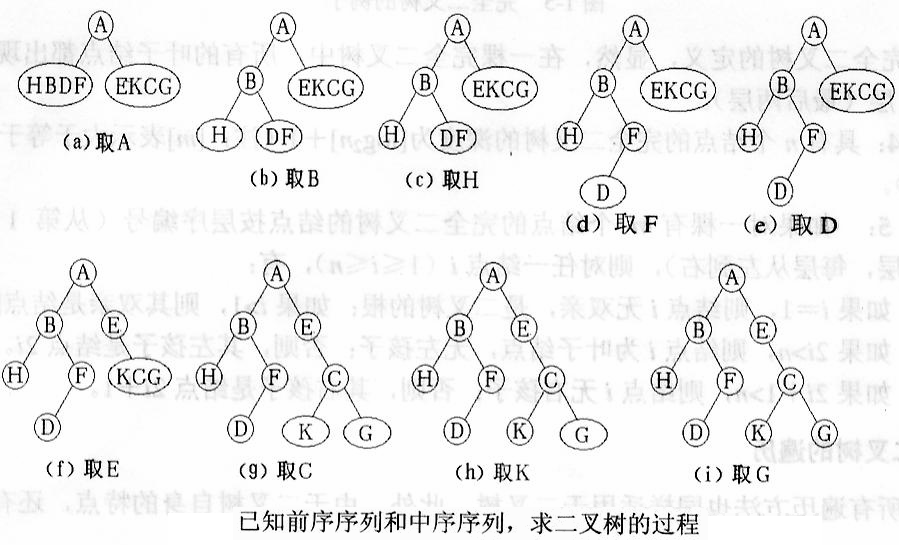 A
HBDF EKCG
(a)取A
A
B EKCG
H DF
(b)取B
A
B EKCG
H DF
(c)取H
A
B EKCG
H F
D
(d)取F
A
B EKCG
H F
D
(e)取D
A
B E
H F KCG
D
(f)取E
A
B E
H F C
D K G
(g)取C
A
B E
H F C
D K G
(h)取K
A
B E
H F C
D K G
(i)取G
已知前序序列和中序序列，求二叉树的过程